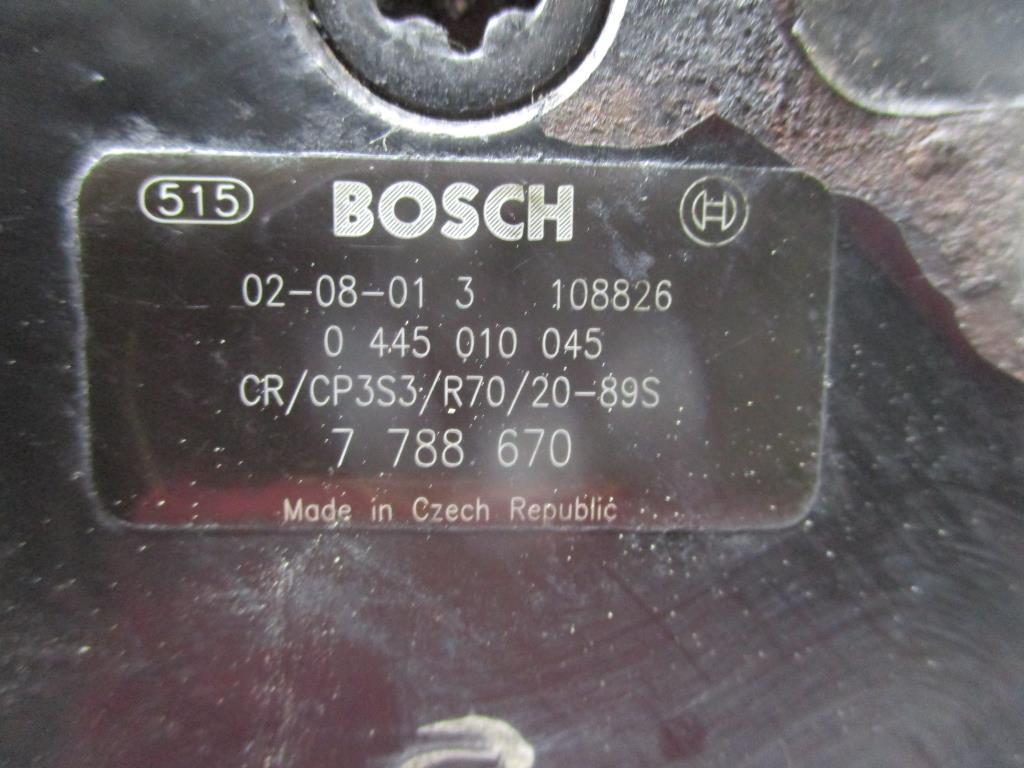 515 BOSCH
02-08-01 3 108826
0 445 010 045
CR/CP3S3/R70/20-89S
7 788 670
Made in Czech Republic